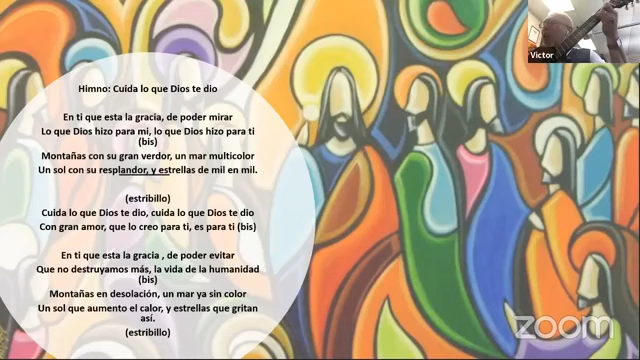 Himno: Cuida lo que Dios te dio
En ti que esta la gracia, de poder mirar
Lo que Dios hizo para mi, lo que Dios hizo para ti
(bis)
Montañas con su gran verdor, un mar multicolor
Un sol con su resplandor, y estrellas de mil en mil.
(estribillo)
Cuida lo que Dios te dio, cuida lo que Dios te dio
Con gran amor, que lo creo para ti, es para ti (bis)
En ti que esta la gracia , de poder evitar
Que no destruyamos más, la vida de la humanidad
(bis)
Montañas en desolación, un mar ya sin color
Un sol que aumento el calor, y estrellas que gritan
así.
(estribillo)
Victor
zoom